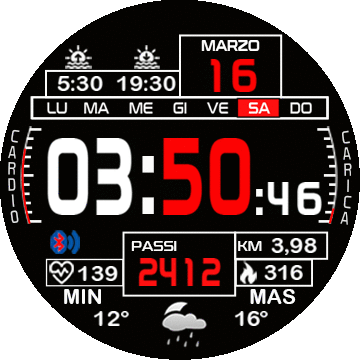 MARZO
5:30 19:30 16
LU MA ME GI VE SA DO
CARDIO
03:50:46
CARICA
PASSI
KM 3,98
139
2412
316
MIN
MAS
12° 16°